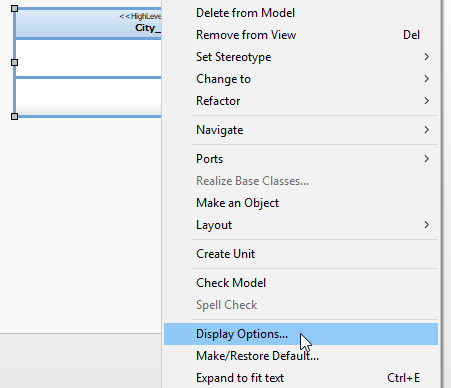 <<HighLeve
City_
Delete from Model
Remove from View Del
Set Stereotype
Change to
Refactor
Navigate
Ports
Realize Base Classes...
Make an Object
Layout
Create Unit
Check Model
Spell Check
Display Options...
Make/Restore Default...
Expand to fit text Ctrl+E